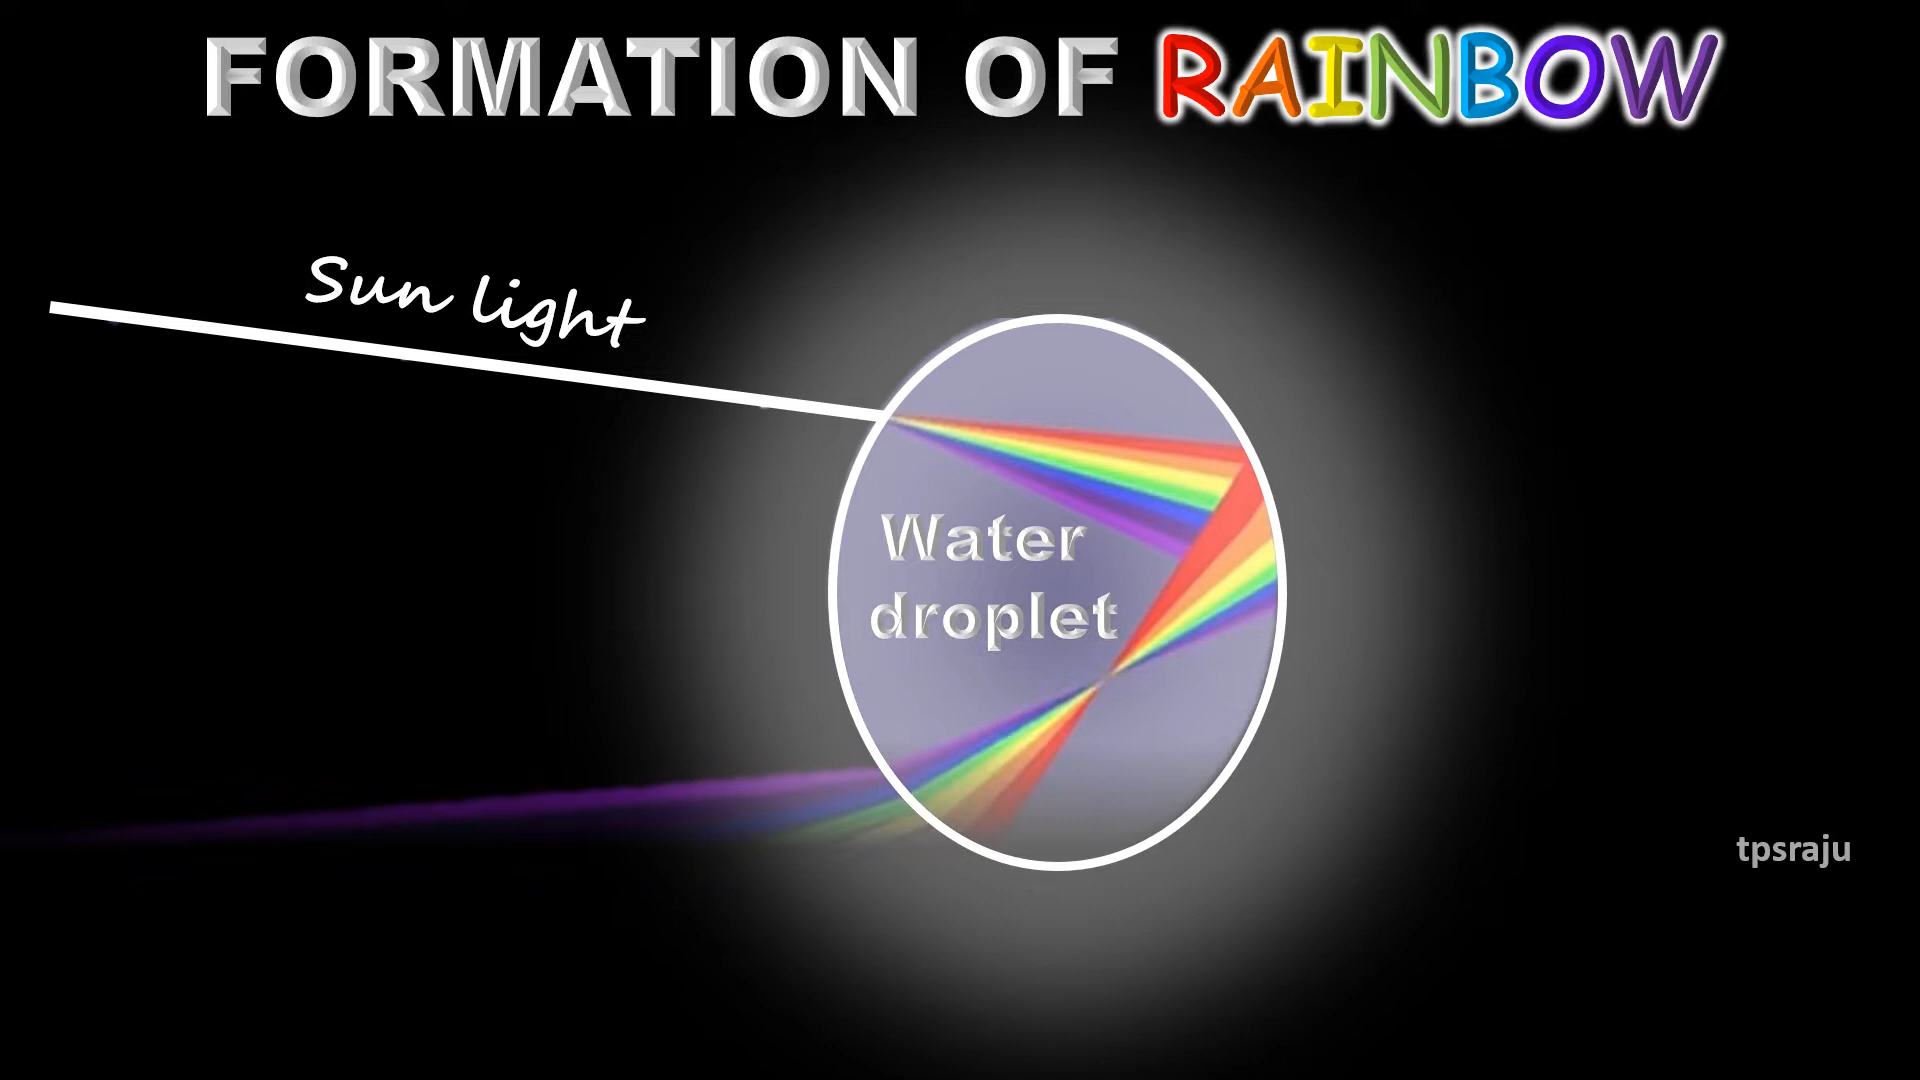 FORMATION OF RAINBOW
Sun light
Water
droplet
tpsraju